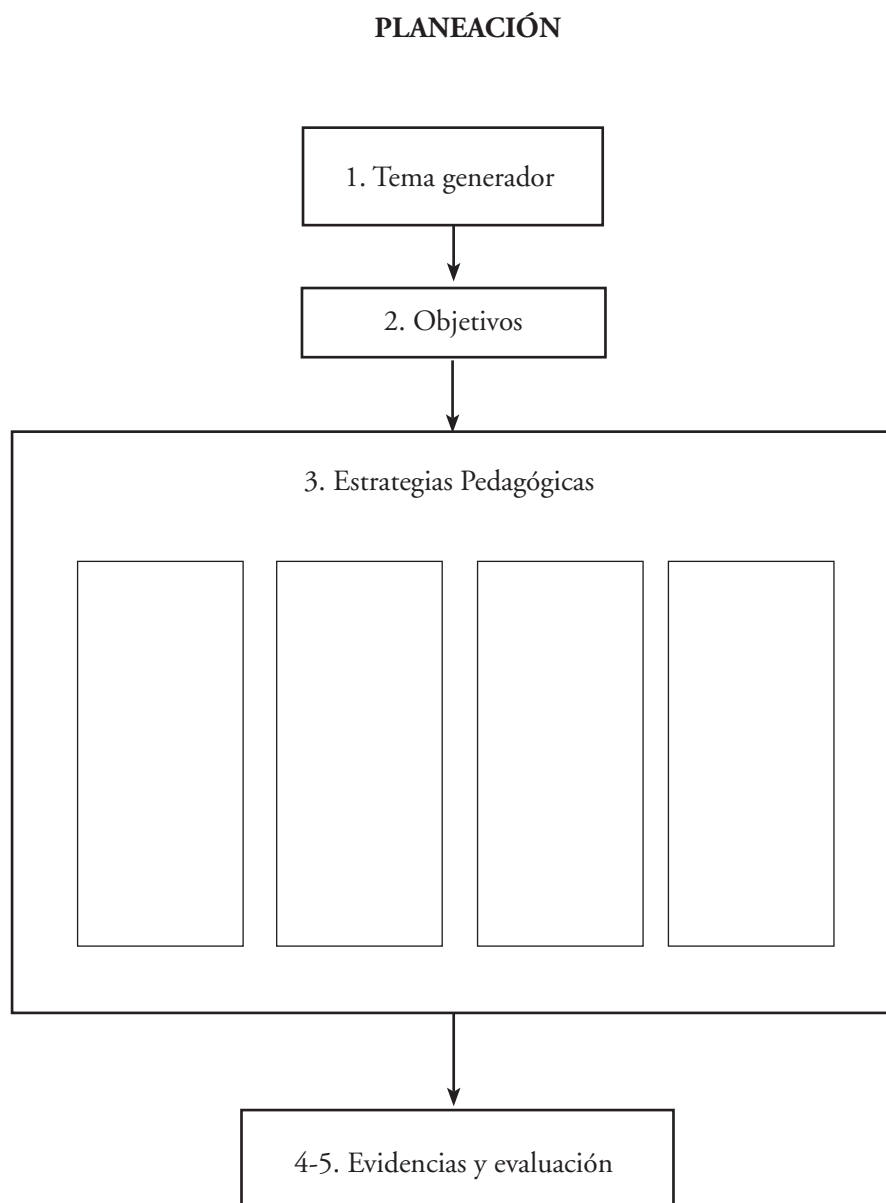 PLANEACIÓN
1. Tema generador
2. Objetivos
3. Estrategias Pedagógicas
4-5. Evidencias y evaluación